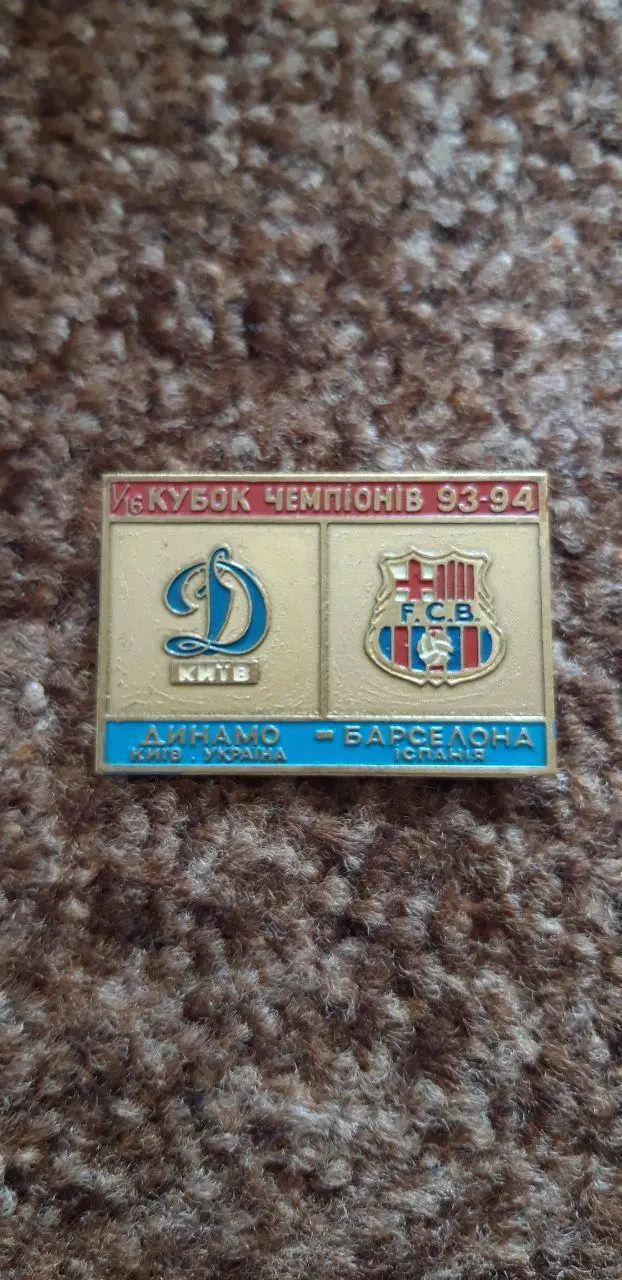 1/16 КУБОК ЧЕМПІОНІВ 93-94
КИЇВ
F.C.B.
ДИНАМО - БАРСЕЛОНА
КИЇВ . УКРАЇНА ІСПАНІЯ